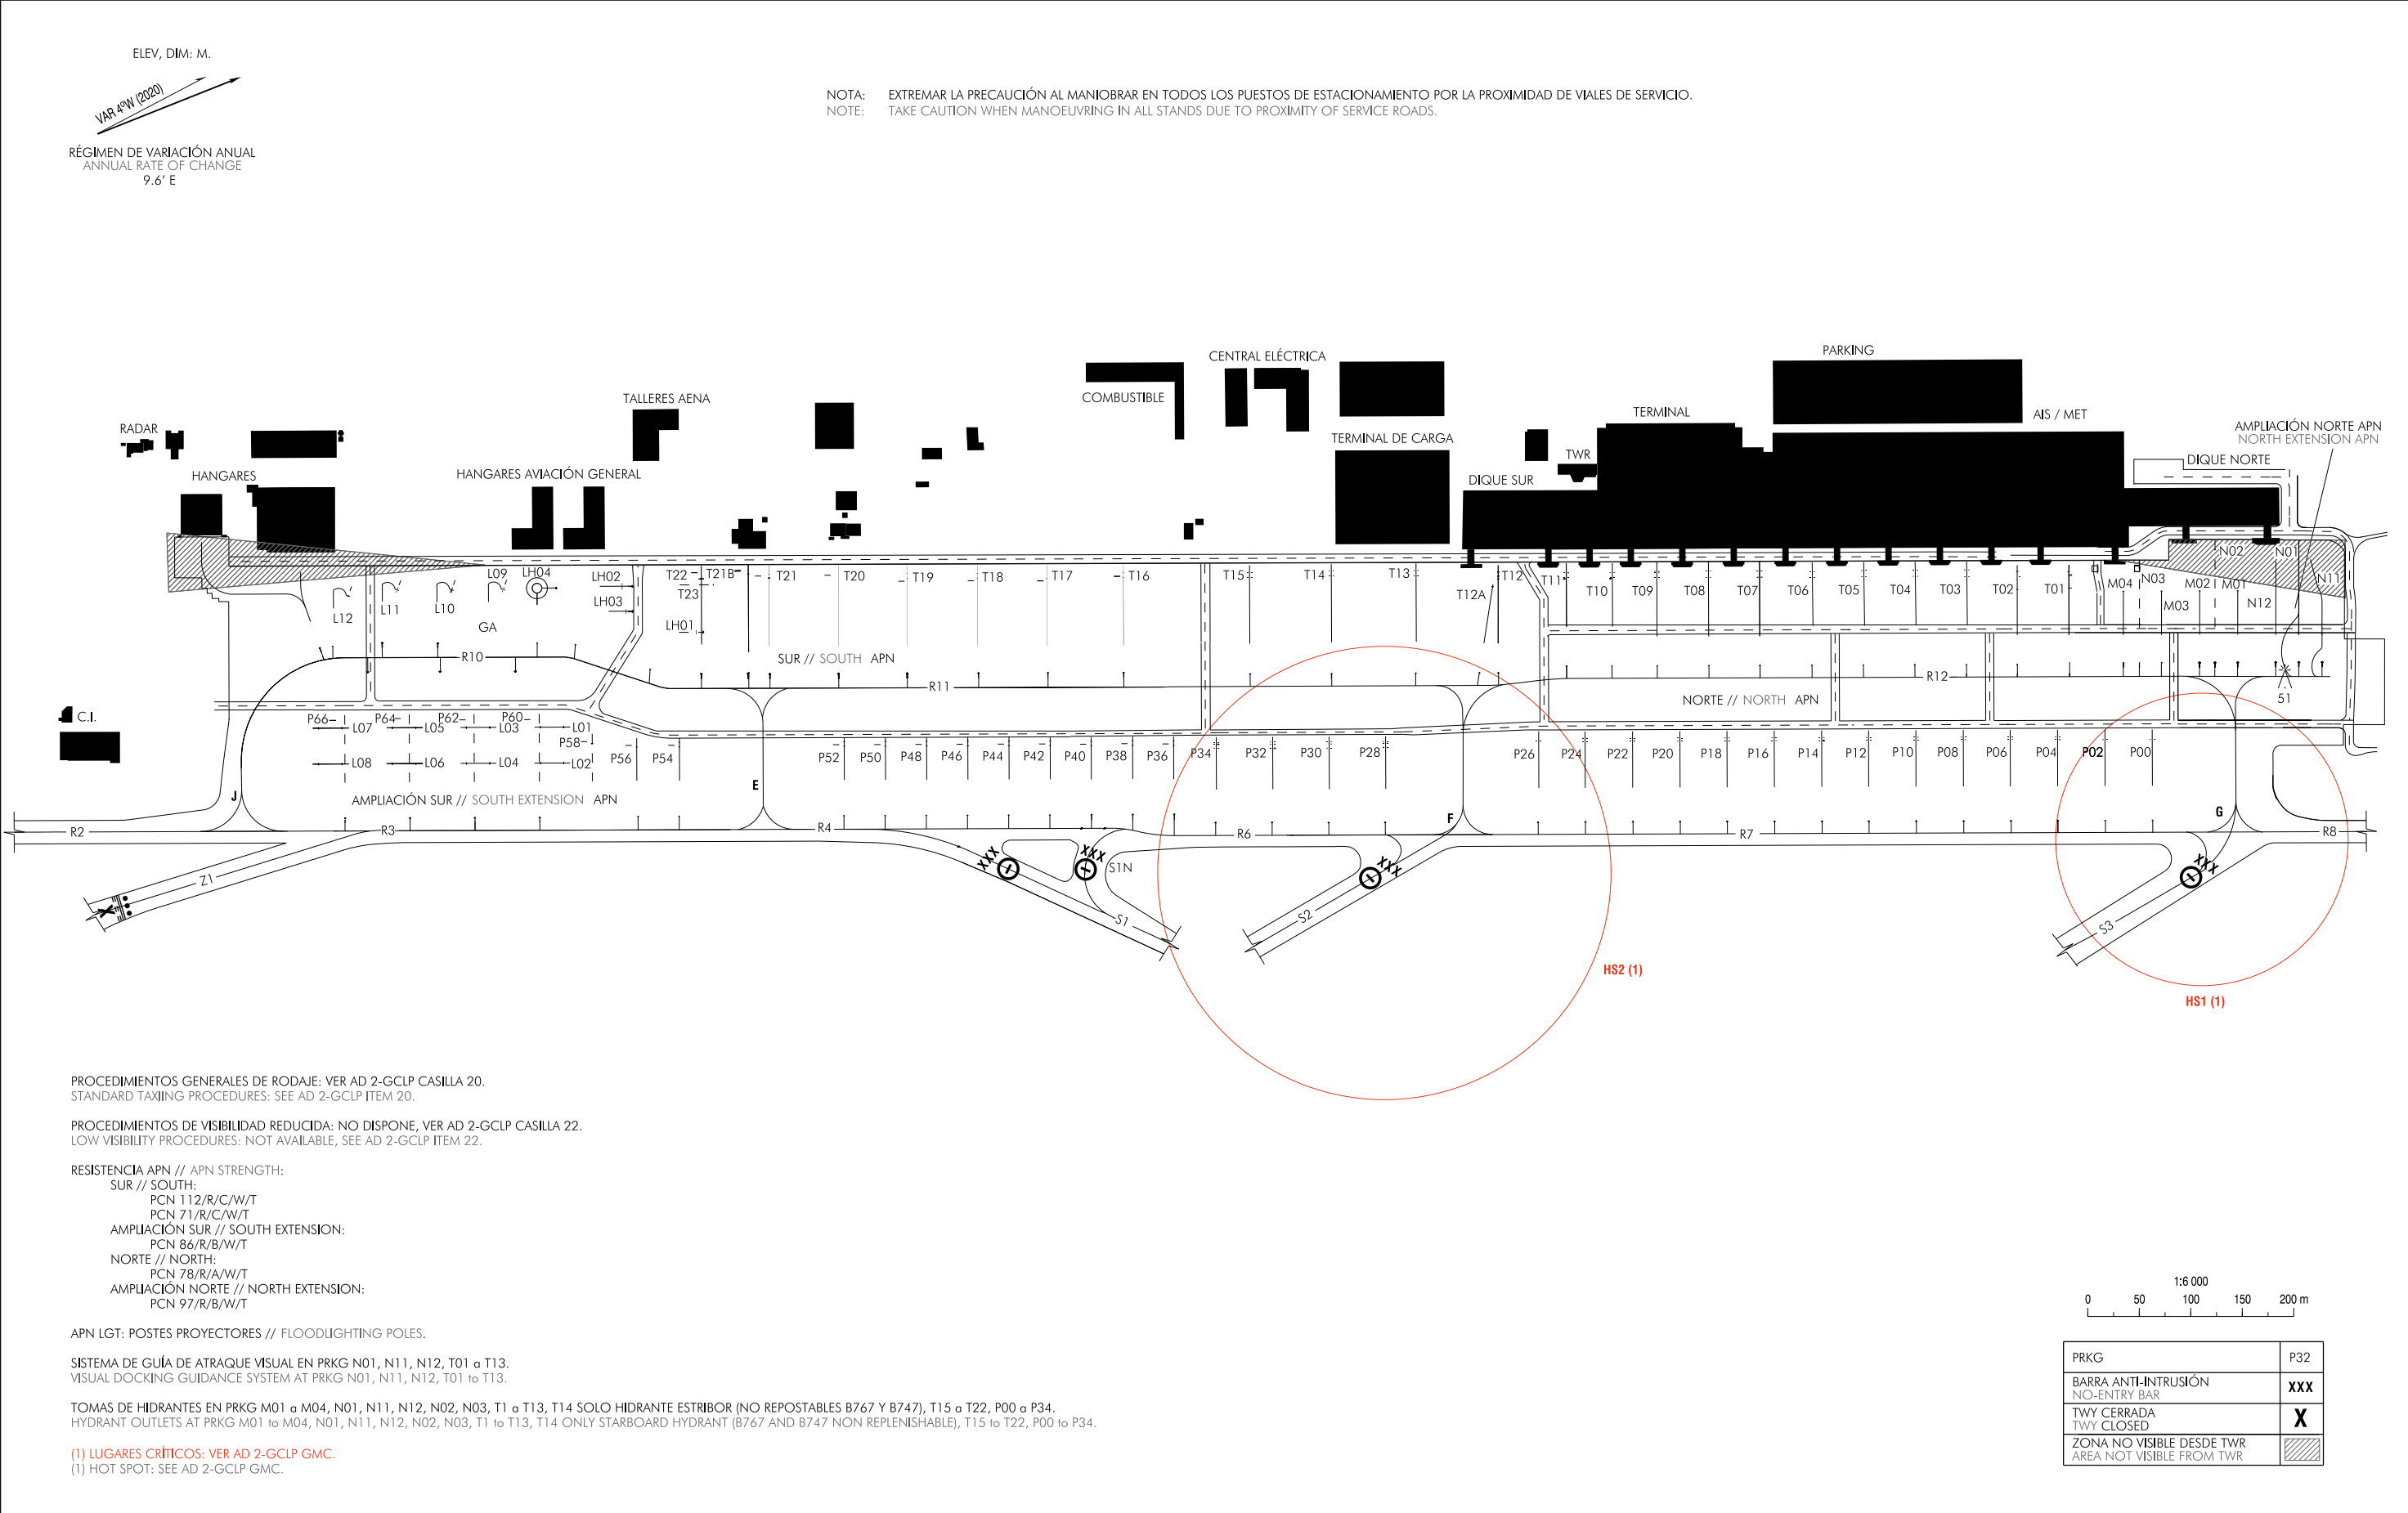 ELEV, DIM: M.
VAR 4ºW (2020)
RÉGIMEN DE VARIACIÓN ANUAL
ANNUAL RATE OF CHANGE
9.6' E
NOTA: EXTREMAR LA PRECAUCIÓN AL MANIOBRAR EN TODOS LOS PUESTOS DE ESTACIONAMIENTO POR LA PROXIMIDAD DE VIALES DE SERVICIO.
NOTE: TAKE CAUTION WHEN MANOEUVRING IN ALL STANDS DUE TO PROXIMITY OF SERVICE ROADS.
PARKING
CENTRAL ELÉCTRICA
COMBUSTIBLE
TALLERES AENA
TERMINAL
AIS / MET
RADAR
TERMINAL DE CARGA
AMPLIACIÓN NORTE APN
NORTH EXTENSION APN
TWR
DIQUE NORTE
HANGARES
HANGARES AVIACIÓN GENERAL
DIQUE SUR
N02
N01
L09
LH04
LH02
T22
T21B
T21
T20
T19
T18
T17
T16
T15
T14
T13
T12
T11
T10
T09
T08
T07
T06
T05
T04
T03
T02
T01
M04
N03
M02
M01
N11
L12
L11
L10
LH03
T23
T12A
M03
N12
GA
LH01
R10
SUR // SOUTH APN
R11
R12
NORTE // NORTH APN
51
C.I.
P66
P64
P62
P60
L07
L05
L03
L01
P58
L08
L06
L04
L02
P56
P54
P52
P50
P48
P46
P44
P42
P40
P38
P36
P34
P32
P30
P28
P26
P24
P22
P20
P18
P16
P14
P12
P10
P08
P06
P04
P02
P00
J
AMPLIACIÓN SUR // SOUTH EXTENSION APN
E
F
G
R2
R3
R4
R6
R7
R8
XXX
XXX
XXX
XXX
S1N
Z1
X
S1
S2
S3
HS2 (1)
HS1 (1)
PROCEDIMIENTOS GENERALES DE RODAJE: VER AD 2-GCLP CASILLA 20.
STANDARD TAXIING PROCEDURES: SEE AD 2-GCLP ITEM 20.
PROCEDIMIENTOS DE VISIBILIDAD REDUCIDA: NO DISPONE, VER AD 2-GCLP CASILLA 22.
LOW VISIBILITY PROCEDURES: NOT AVAILABLE, SEE AD 2-GCLP ITEM 22.
RESISTENCIA APN // APN STRENGTH:
SUR // SOUTH:
PCN 112/R/C/W/T
PCN 71/R/C/W/T
AMPLIACIÓN SUR // SOUTH EXTENSION:
PCN 86/R/B/W/T
NORTE // NORTH:
PCN 78/R/A/W/T
AMPLIACIÓN NORTE // NORTH EXTENSION:
PCN 97/R/B/W/T
APN LGT: POSTES PROYECTORES // FLOODLIGHTING POLES.
SISTEMA DE GUÍA DE ATRAQUE VISUAL EN PRKG N01, N11, N12, T01 a T13.
VISUAL DOCKING GUIDANCE SYSTEM AT PRKG N01, N11, N12, T01 to T13.
TOMAS DE HIDRANTES EN PRKG M01 a M04, N01, N11, N12, N02, N03, T1 a T13, T14 SOLO HIDRANTE ESTRIBOR (NO REPOSTABLES B767 Y B747), T15 a T22, P00 a P34.
HYDRANT OUTLETS AT PRKG M01 to M04, N01, N11, N12, N02, N03, T1 to T13, T14 ONLY STARBOARD HYDRANT (B767 AND B747 NON REPLENISHABLE), T15 to T22, P00 to P34.
(1) LUGARES CRÍTICOS: VER AD 2-GCLP GMC.
(1) HOT SPOT: SEE AD 2-GCLP GMC.
1:6 000
0 50 100 150 200 m
PRKG P32
BARRA ANTI-INTRUSIÓN XXX
NO-ENTRY BAR
TWY CERRADA X
TWY CLOSED
ZONA NO VISIBLE DESDE TWR
AREA NOT VISIBLE FROM TWR